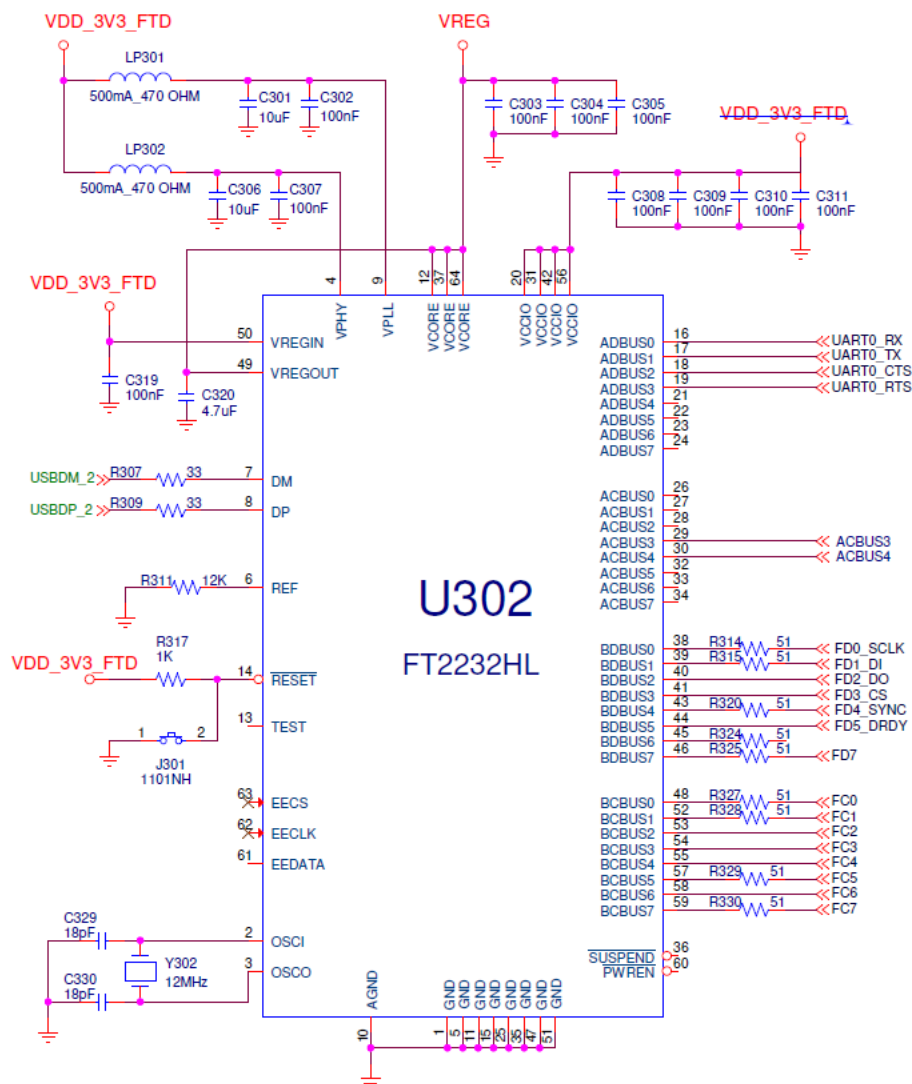 VDD_3V3_FTD
LP301
500mA_470 OHM
C301
10uF
C302
100nF
LP302
500mA_470 OHM
C306
10uF
C307
100nF
VREG
C303
100nF
C304
100nF
C305
100nF
VDD_3V3_FTD
C308
100nF
C309
100nF
C310
100nF
C311
100nF
VDD_3V3_FTD
C319
100nF
C320
4.7uF
4 VPHY
9 VPLL
12 VCORE
37 VCORE
64 VCORE
20 VCCIO
31 VCCIO
42 VCCIO
56 VCCIO
50 VREGIN
49 VREGOUT
USBDM_2 R307 33 7 DM
USBDP_2 R309 33 8 DP
R311 12K 6 REF
R317
1K
VDD_3V3_FTD
14 RESET
1 2
J301
1101NH
13 TEST
63 EECS
62 EECLK
61 EEDATA
C329
18pF
2 OSCI
Y302
12MHz
3 OSCO
C330
18pF
U302
FT2232HL
ADBUS0 16 UART0_RX
ADBUS1 17 UART0_TX
ADBUS2 18 UART0_CTS
ADBUS3 19 UART0_RTS
ADBUS4 21
ADBUS5 22
ADBUS6 23
ADBUS7 24
ACBUS0 26
ACBUS1 27
ACBUS2 28
ACBUS3 29 ACBUS3
ACBUS4 30 ACBUS4
ACBUS5 32
ACBUS6 33
ACBUS7 34
BDBUS0 38 R314 51 FD0_SCLK
BDBUS1 39 R315 51 FD1_DI
BDBUS2 40 FD2_DO
BDBUS3 41 FD3_CS
BDBUS4 43 R320 51 FD4_SYNC
BDBUS5 44 FD5_DRDY
BDBUS6 45 R324 51
BDBUS7 46 R325 51 FD7
BCBUS0 48 R327 51 FC0
BCBUS1 52 R328 51 FC1
BCBUS2 53 FC2
BCBUS3 54 FC3
BCBUS4 55 FC4
BCBUS5 57 R329 51 FC5
BCBUS6 58 FC6
BCBUS7 59 R330 51 FC7
SUSPEND 36
PWREN 60
AGND 10
GND 1
GND 5
GND 11
GND 15
GND 25
GND 35
GND 47
GND 51